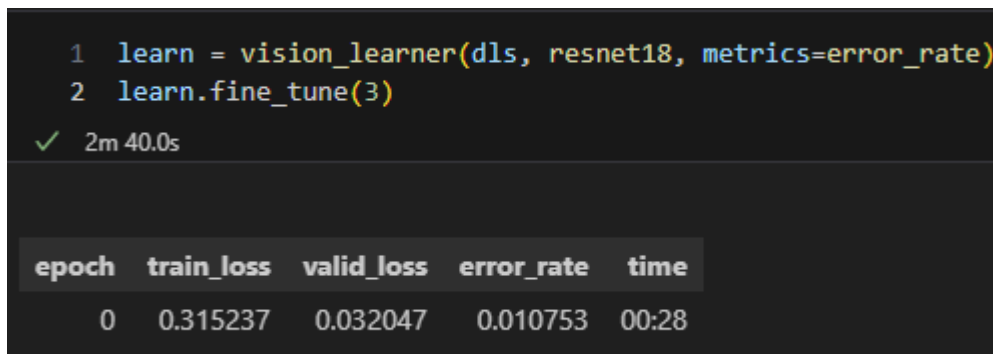 1 learn = vision_learner(dls, resnet18, metrics=error_rate)
2 learn.fine_tune(3)
✓ 2m 40.0s
epoch train_loss valid_loss error_rate time
0 0.315237 0.032047 0.010753 00:28